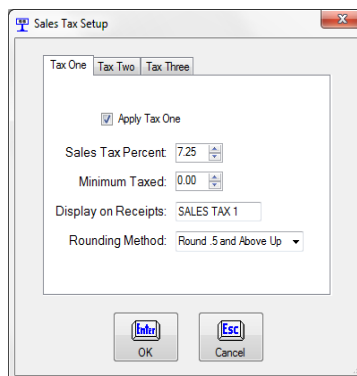 Sales Tax Setup
Tax One Tax Two Tax Three
Apply Tax One
Sales Tax Percent: 7.25
Minimum Taxed: 0.00
Display on Receipts: SALES TAX 1
Rounding Method: Round .5 and Above Up
Enter Esc
OK Cancel